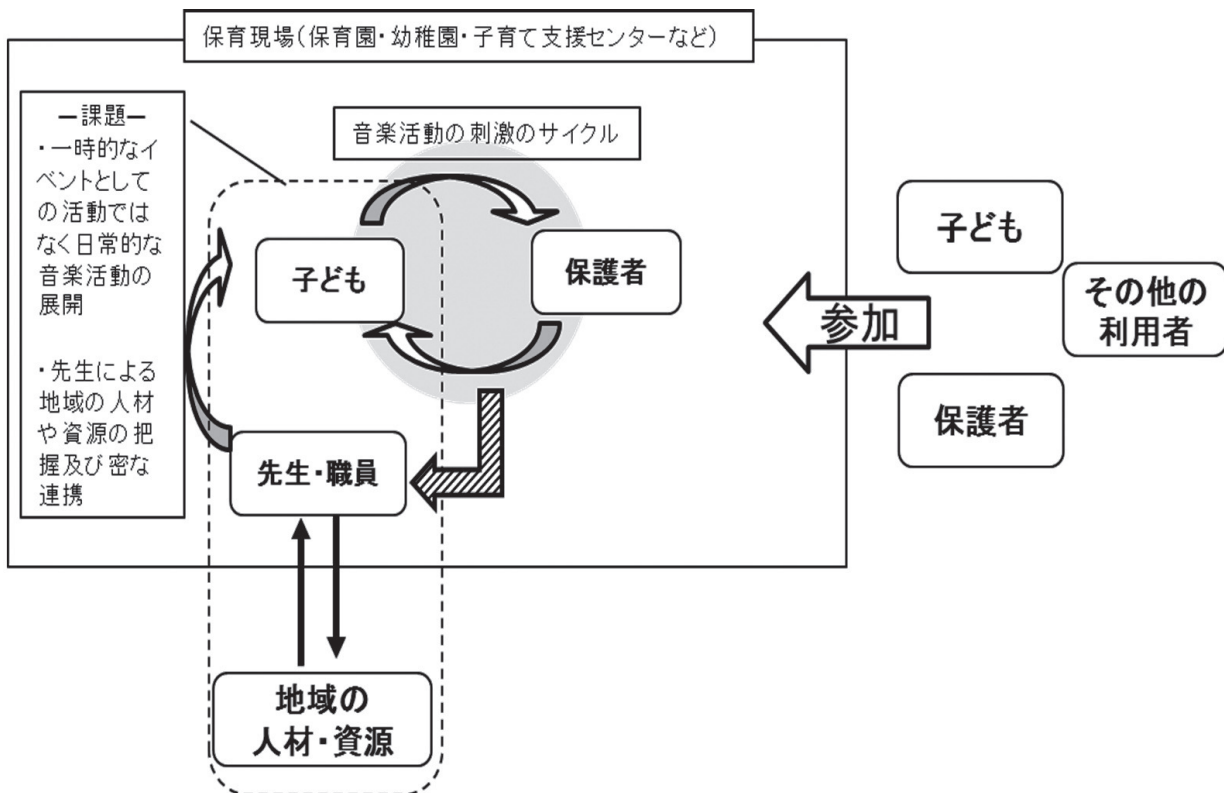 保育現場(保育園・幼稚園・子育て支援センターなど)
ー課題ー
・一時的なイ
ベントとして
の活動では
なく日常的な
音楽活動の
展開
・先生による
地域の人材
や資源の把
握及び密な
連携
音楽活動の刺激のサイクル
子ども
保護者
先生・職員
地域の
人材・資源
参加
子ども
その他の
利用者
保護者